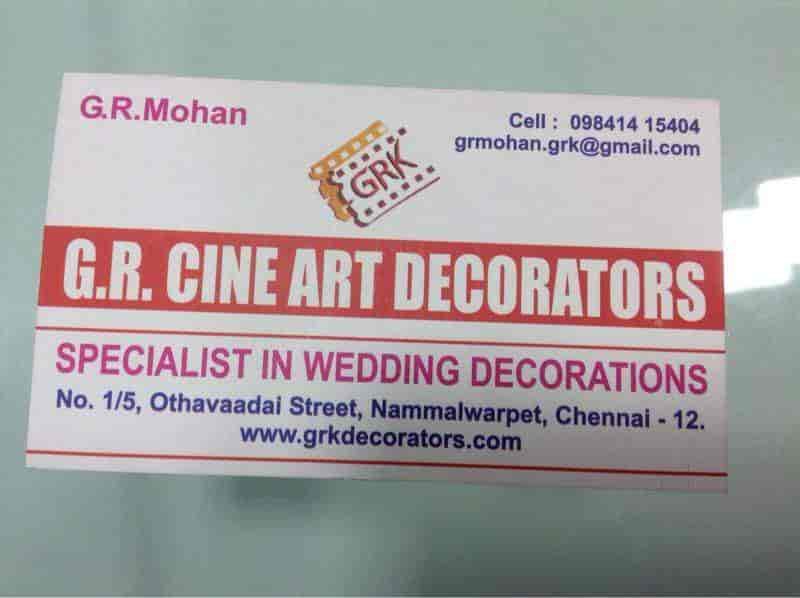 G.R.Mohan
Cell : 098414 15404
grmohan.grk@gmail.com
GRK
G.R. CINE ART DECORATORS
SPECIALIST IN WEDDING DECORATIONS
No. 1/5, Othavaadai Street, Nammalwarpet, Chennai - 12.
www.grkdecorators.com